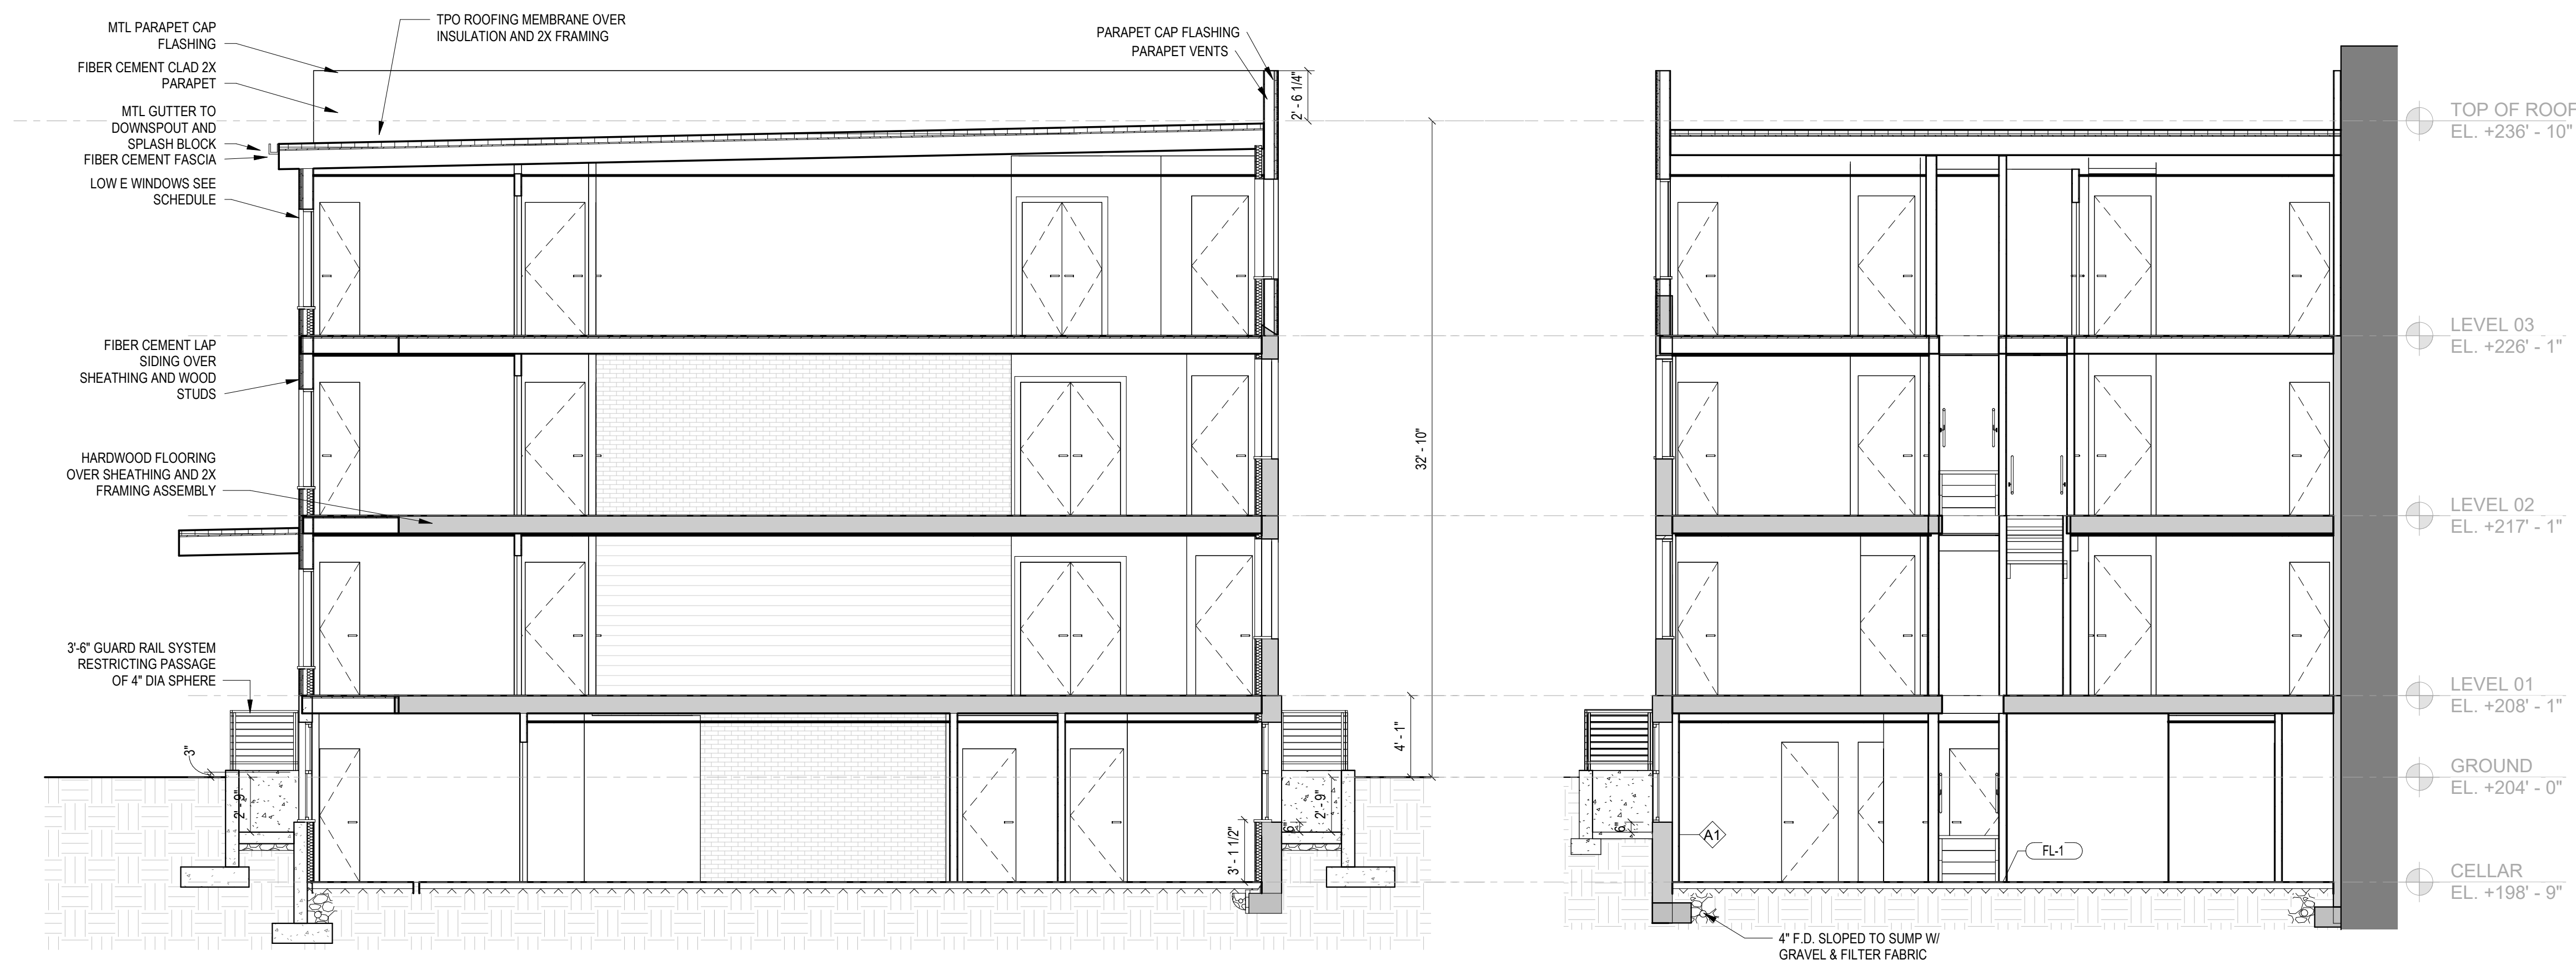 MTL PARAPET CAP
FLASHING
FIBER CEMENT CLAD 2X
PARAPET
MTL GUTTER TO
DOWNSPOUT AND
SPLASH BLOCK
FIBER CEMENT FASCIA
LOW E WINDOWS SEE
SCHEDULE
FIBER CEMENT LAP
SIDING OVER
SHEATHING AND WOOD
STUDS
HARDWOOD FLOORING
OVER SHEATHING AND 2X
FRAMING ASSEMBLY
3'-6" GUARD RAIL SYSTEM
RESTRICTING PASSAGE
OF 4" DIA SPHERE
TPO ROOFING MEMBRANE OVER
INSULATION AND 2X FRAMING
PARAPET CAP FLASHING
PARAPET VENTS
2' - 6 1/4"
32' - 10"
4' - 1"
3"
2' - 9"
3' - 1 1/2"
6"
2' - 9"
6"
A1
FL-1
4" F.D. SLOPED TO SUMP W/
GRAVEL & FILTER FABRIC
TOP OF ROOF
EL. +236' - 10"
LEVEL 03
EL. +226' - 1"
LEVEL 02
EL. +217' - 1"
LEVEL 01
EL. +208' - 1"
GROUND
EL. +204' - 0"
CELLAR
EL. +198' - 9"